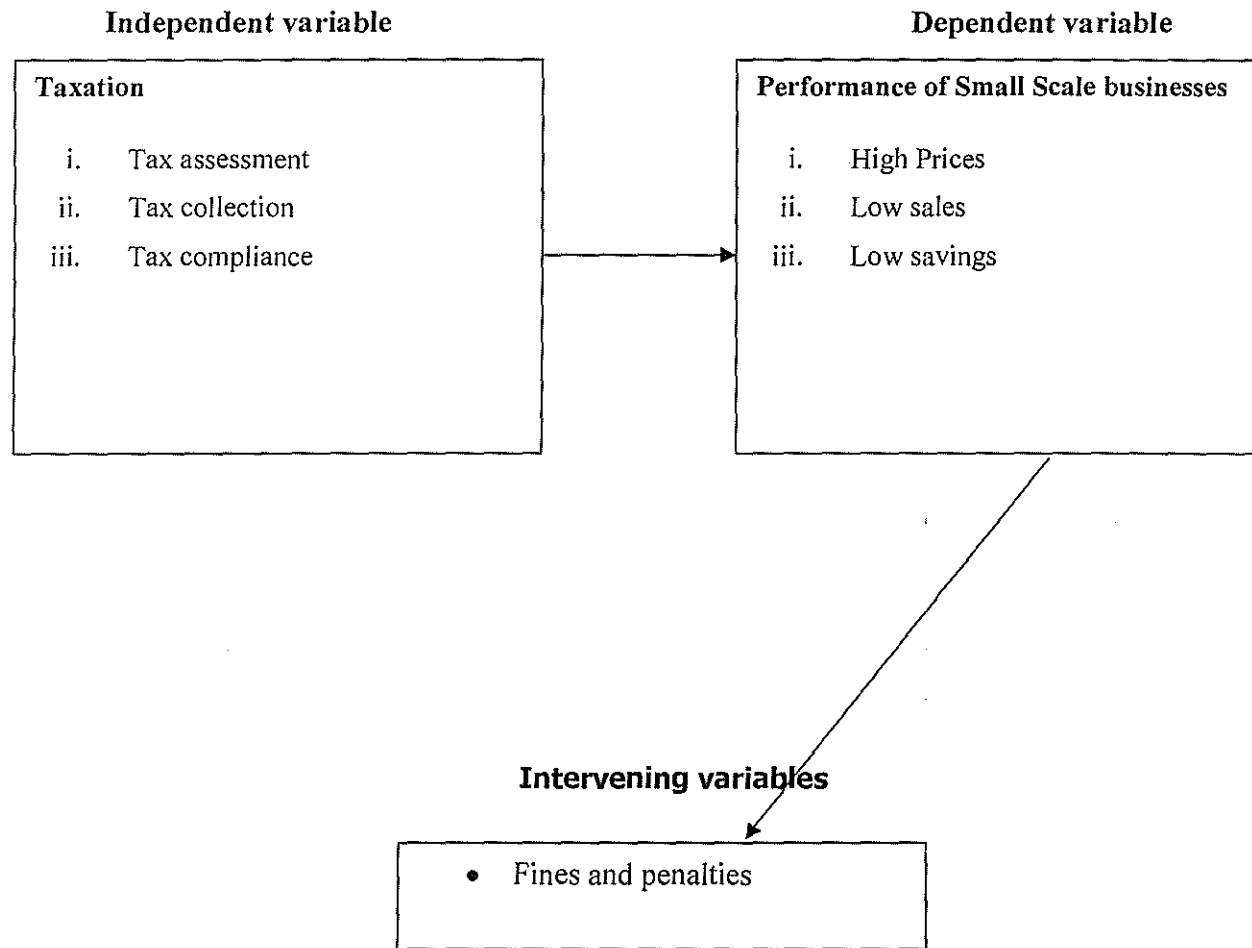 Independent variable
Taxation
i. Tax assessment
ii. Tax collection
iii. Tax compliance
Dependent variable
Performance of Small Scale businesses
i. High Prices
ii. Low sales
iii. Low savings
Intervening variables
• Fines and penalties